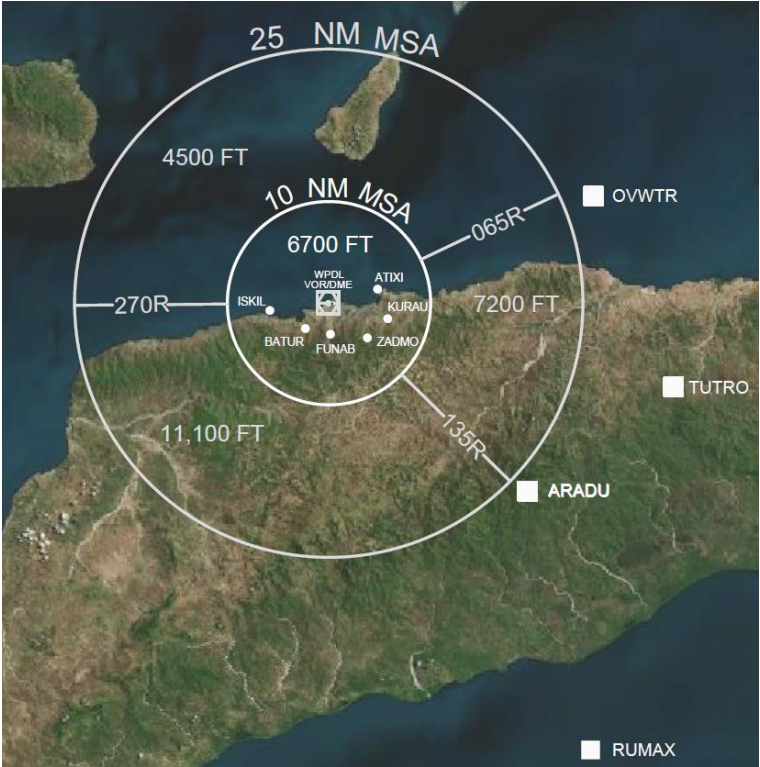 25 NM MSA
4500 FT
10 NM MSA
OVWTR
065R
6700 FT
WPDL
VOR/DME
ATIXI
270R
ISKIL
KURAU
7200 FT
BATUR
FUNAB
ZADMO
TUTRO
11,100 FT
135R
ARADU
RUMAX